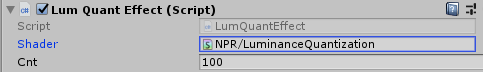 Lum Quant Effect (Script)
Script LumQuantEffect
Shader NPR/LuminanceQuantization
Cnt 100